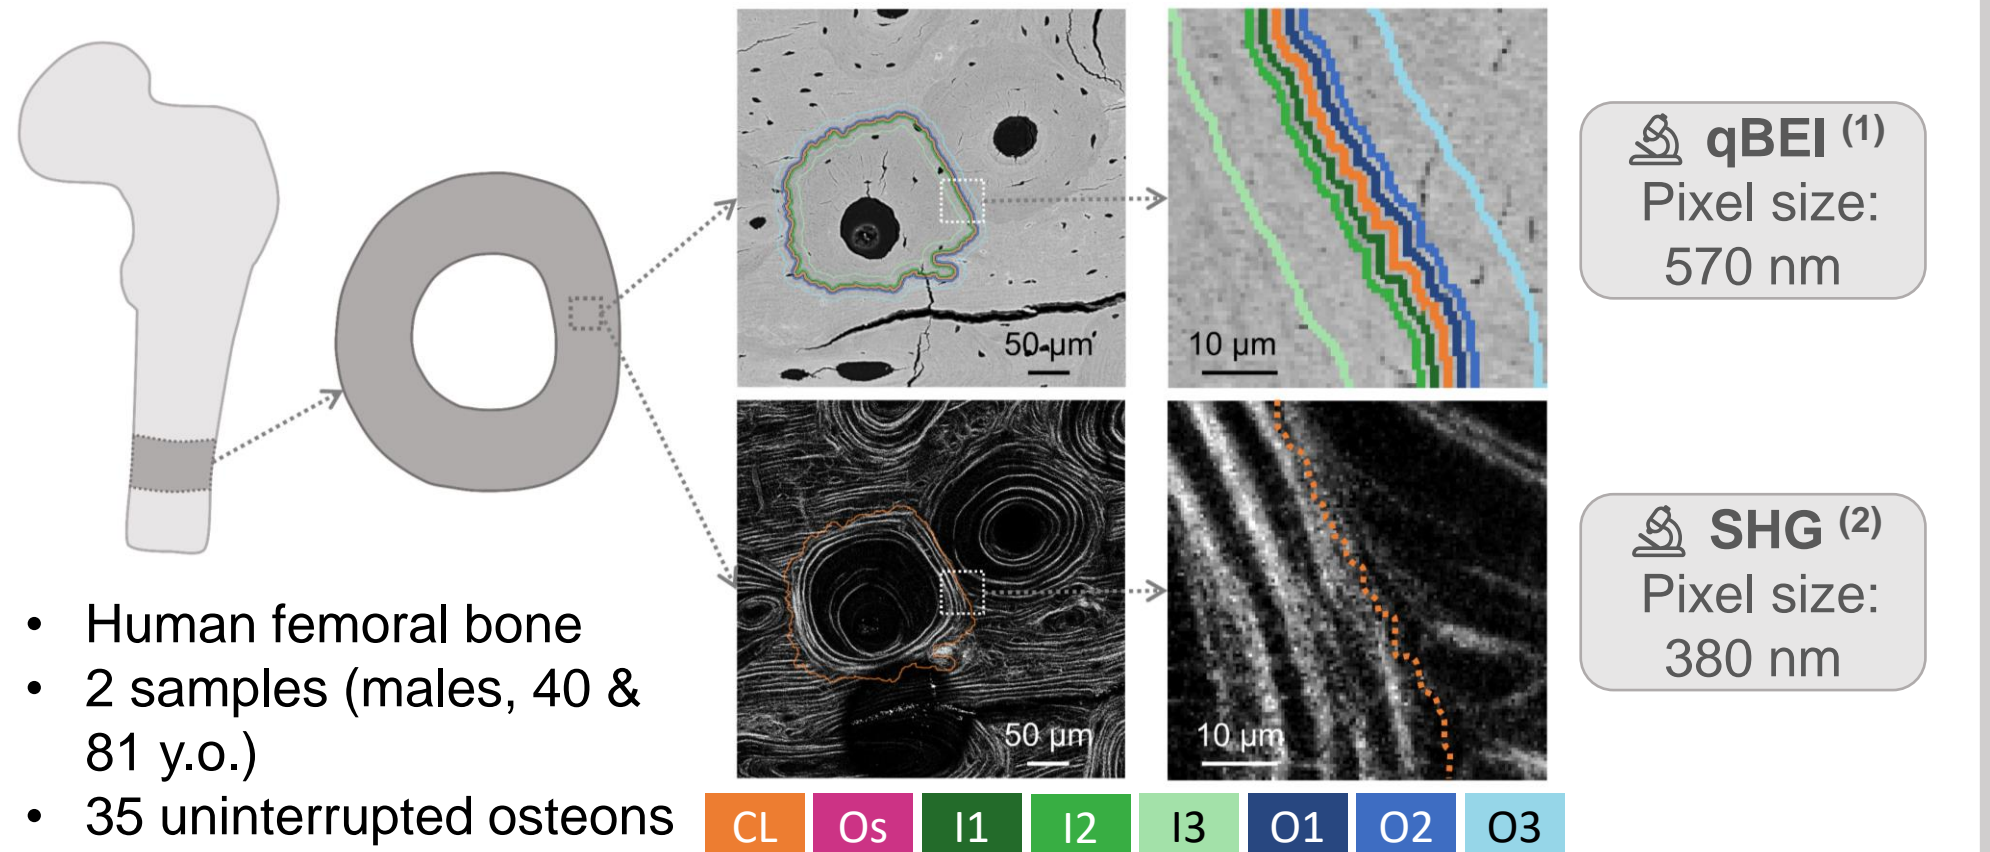 50 µm
10 µm
qBEI (1)
Pixel size:
570 nm
50 µm
10 µm
SHG (2)
Pixel size:
380 nm
• Human femoral bone
• 2 samples (males, 40 &
81 y.o.)
• 35 uninterrupted osteons
CL Os I1 I2 I3 O1 O2 O3